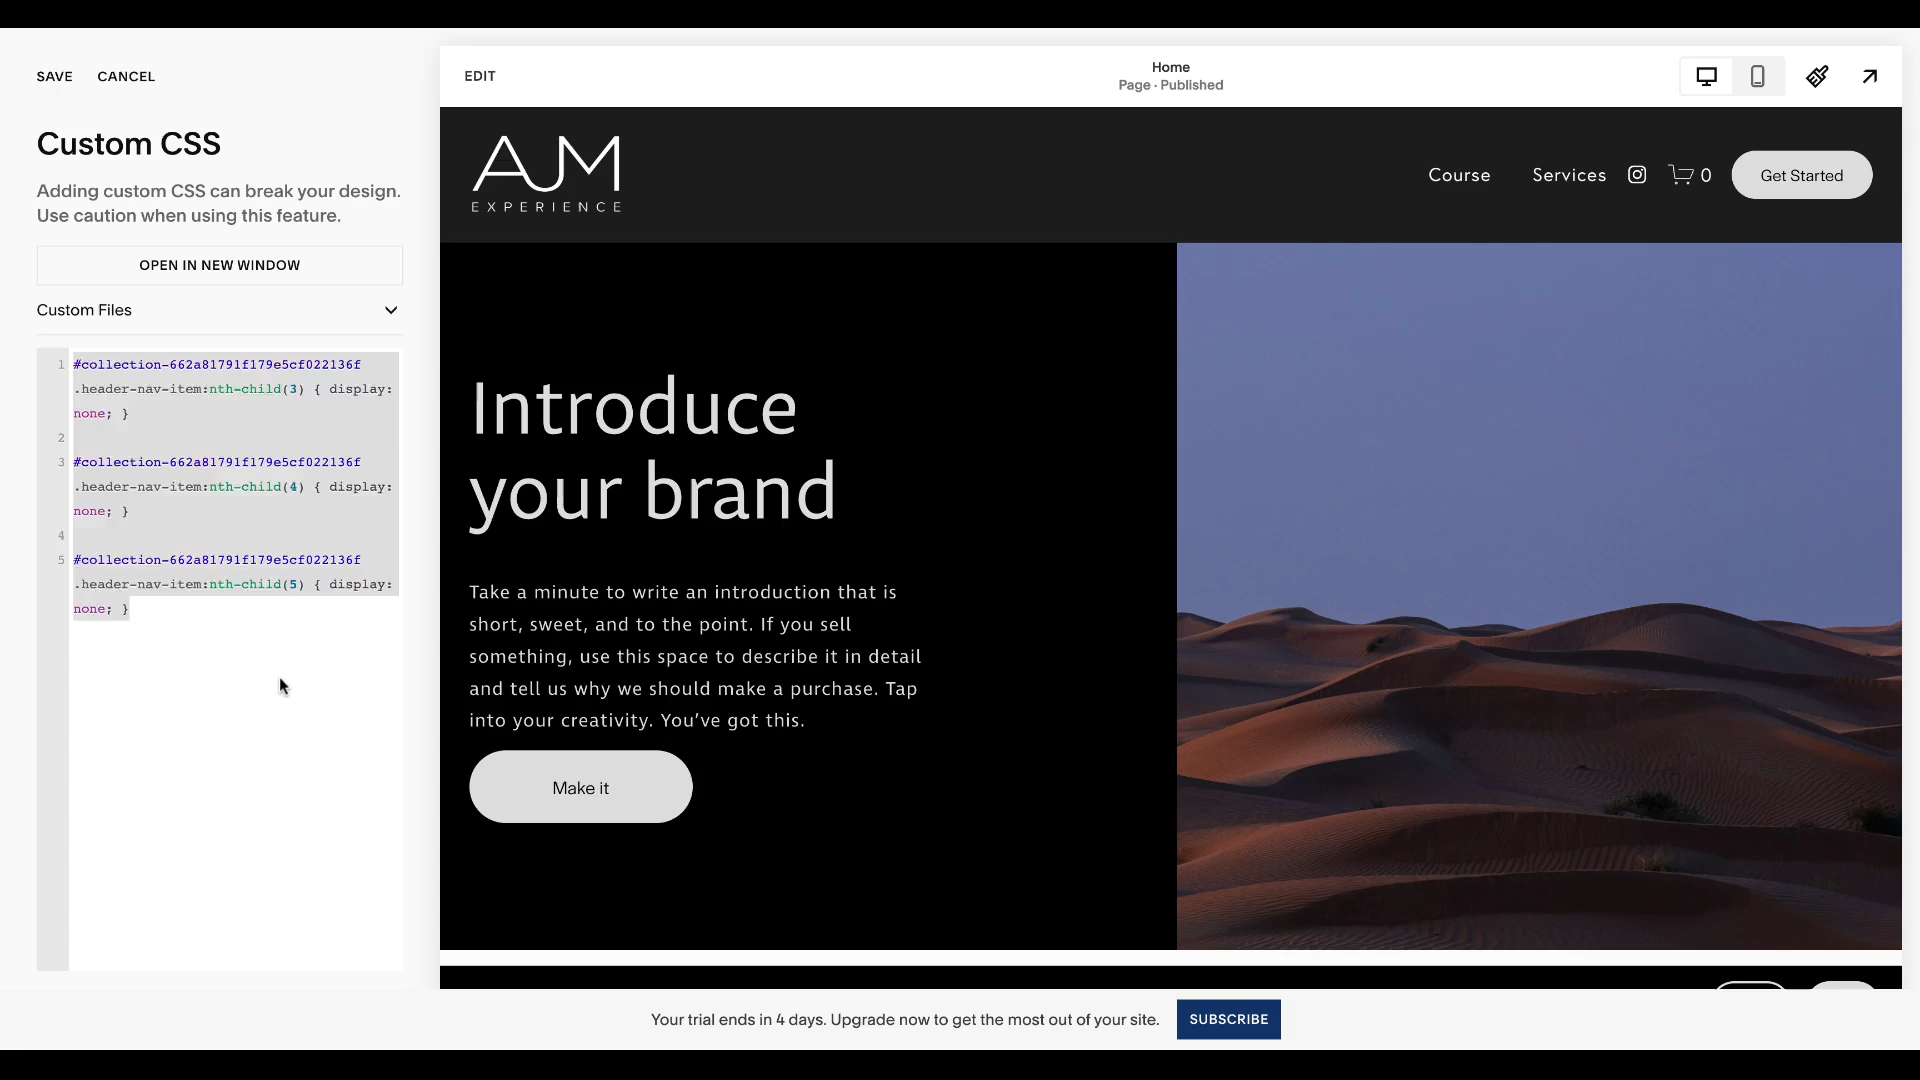 SAVE CANCEL
Custom CSS
Adding custom CSS can break your design.
Use caution when using this feature.
OPEN IN NEW WINDOW
Custom Files
1 #collection-662a81791f179e5cf022136f
.header-nav-item:nth-child(3) { display:
none; }
2
3 #collection-662a81791f179e5cf022136f
.header-nav-item:nth-child(4) { display:
none; }
4
5 #collection-662a81791f179e5cf022136f
.header-nav-item:nth-child(5) { display:
none; }
EDIT
Home
Page · Published
AM
EXPERIENCE
Course Services 0 Get Started
Introduce
your brand
Take a minute to write an introduction that is
short, sweet, and to the point. If you sell
something, use this space to describe it in detail
and tell us why we should make a purchase. Tap
into your creativity. You’ve got this.
Make it
Your trial ends in 4 days. Upgrade now to get the most out of your site. SUBSCRIBE